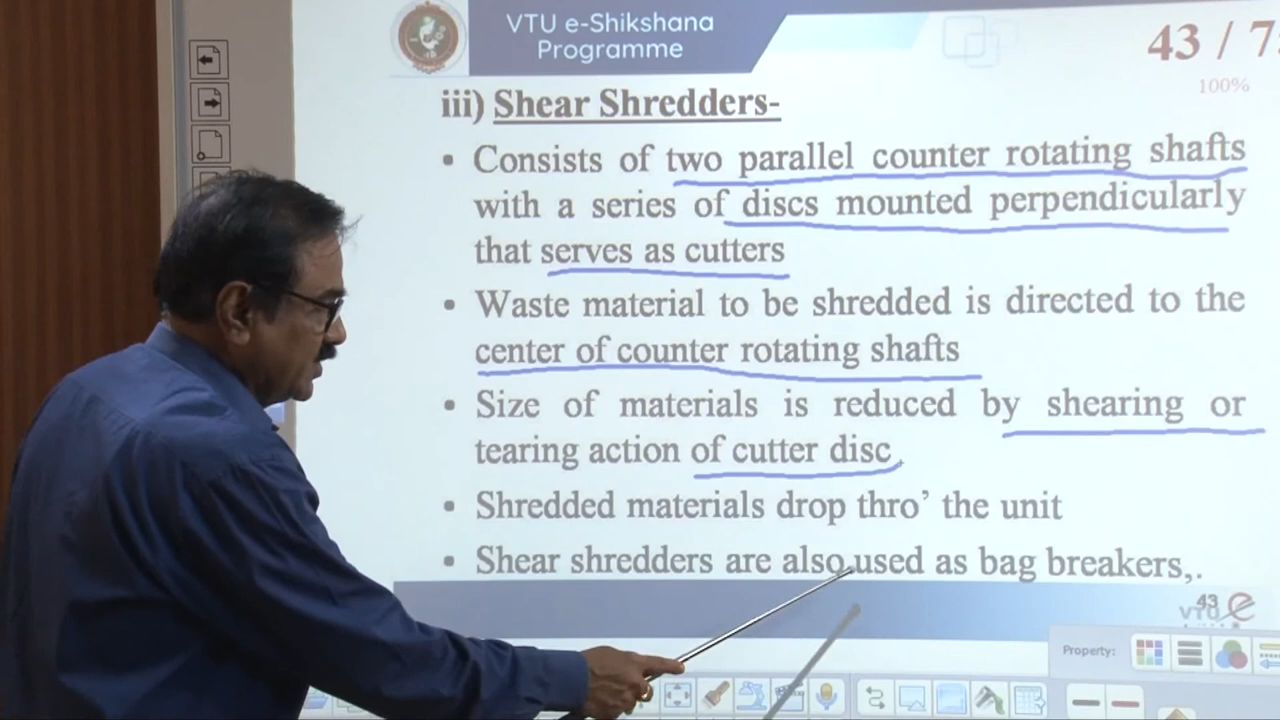 VTU e-Shikshana
Programme
43 / 7
100%
iii) Shear Shredders-
• Consists of two parallel counter rotating shafts
with a series of discs mounted perpendicularly
that serves as cutters
• Waste material to be shredded is directed to the
center of counter rotating shafts
• Size of materials is reduced by shearing or
tearing action of cutter disc
• Shredded materials drop thro' the unit
• Shear shredders are also used as bag breakers,.
43
VTU e
Property: